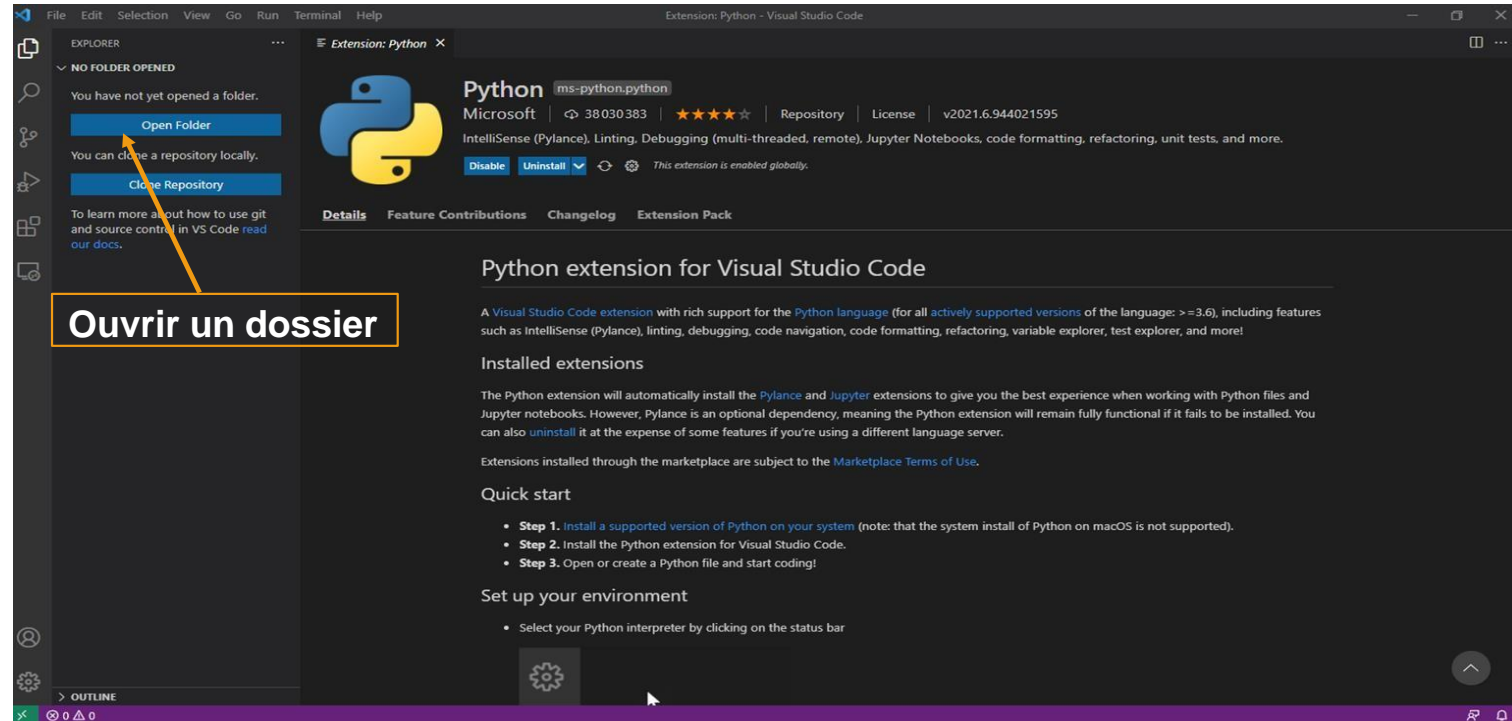 File Edit Selection View Go Run Terminal Help
Extension: Python - Visual Studio Code
EXPLORER
NO FOLDER OPENED
You have not yet opened a folder.
Open Folder
You can clone a repository locally.
Clone Repository
To learn more about how to use git
and source control in VS Code read
our docs.
Ouvrir un dossier
OUTLINE
Extension: Python
Python ms-python.python
Microsoft 38030383 Repository License v2021.6.944021595
IntelliSense (Pylance), Linting, Debugging (multi-threaded, remote), Jupyter Notebooks, code formatting, refactoring, unit tests, and more.
Disable Uninstall This extension is enabled globally.
Details Feature Contributions Changelog Extension Pack
Python extension for Visual Studio Code
A Visual Studio Code extension with rich support for the Python language (for all actively supported versions of the language: >=3.6), including features
such as IntelliSense (Pylance), linting, debugging, code navigation, code formatting, refactoring, variable explorer, test explorer, and more!
Installed extensions
The Python extension will automatically install the Pylance and Jupyter extensions to give you the best experience when working with Python files and
Jupyter notebooks. However, Pylance is an optional dependency, meaning the Python extension will remain fully functional if it fails to be installed. You
can also uninstall it at the expense of some features if you're using a different language server.
Extensions installed through the marketplace are subject to the Marketplace Terms of Use.
Quick start
• Step 1. Install a supported version of Python on your system (note: that the system install of Python on macOS is not supported).
• Step 2. Install the Python extension for Visual Studio Code.
• Step 3. Open or create a Python file and start coding!
Set up your environment
• Select your Python interpreter by clicking on the status bar
0 0